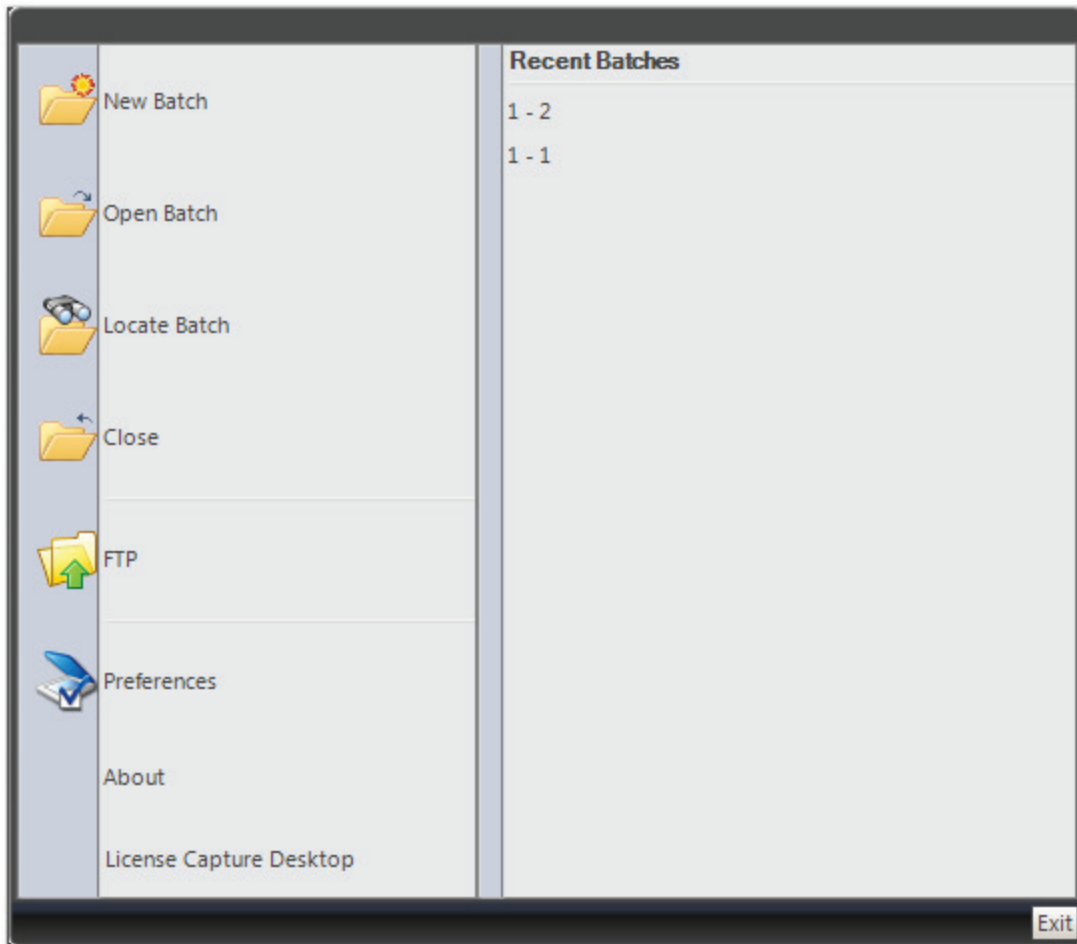 New Batch
Open Batch
Locate Batch
Close
FTP
Preferences
About
License Capture Desktop
Recent Batches
1 - 2
1 - 1
Exit